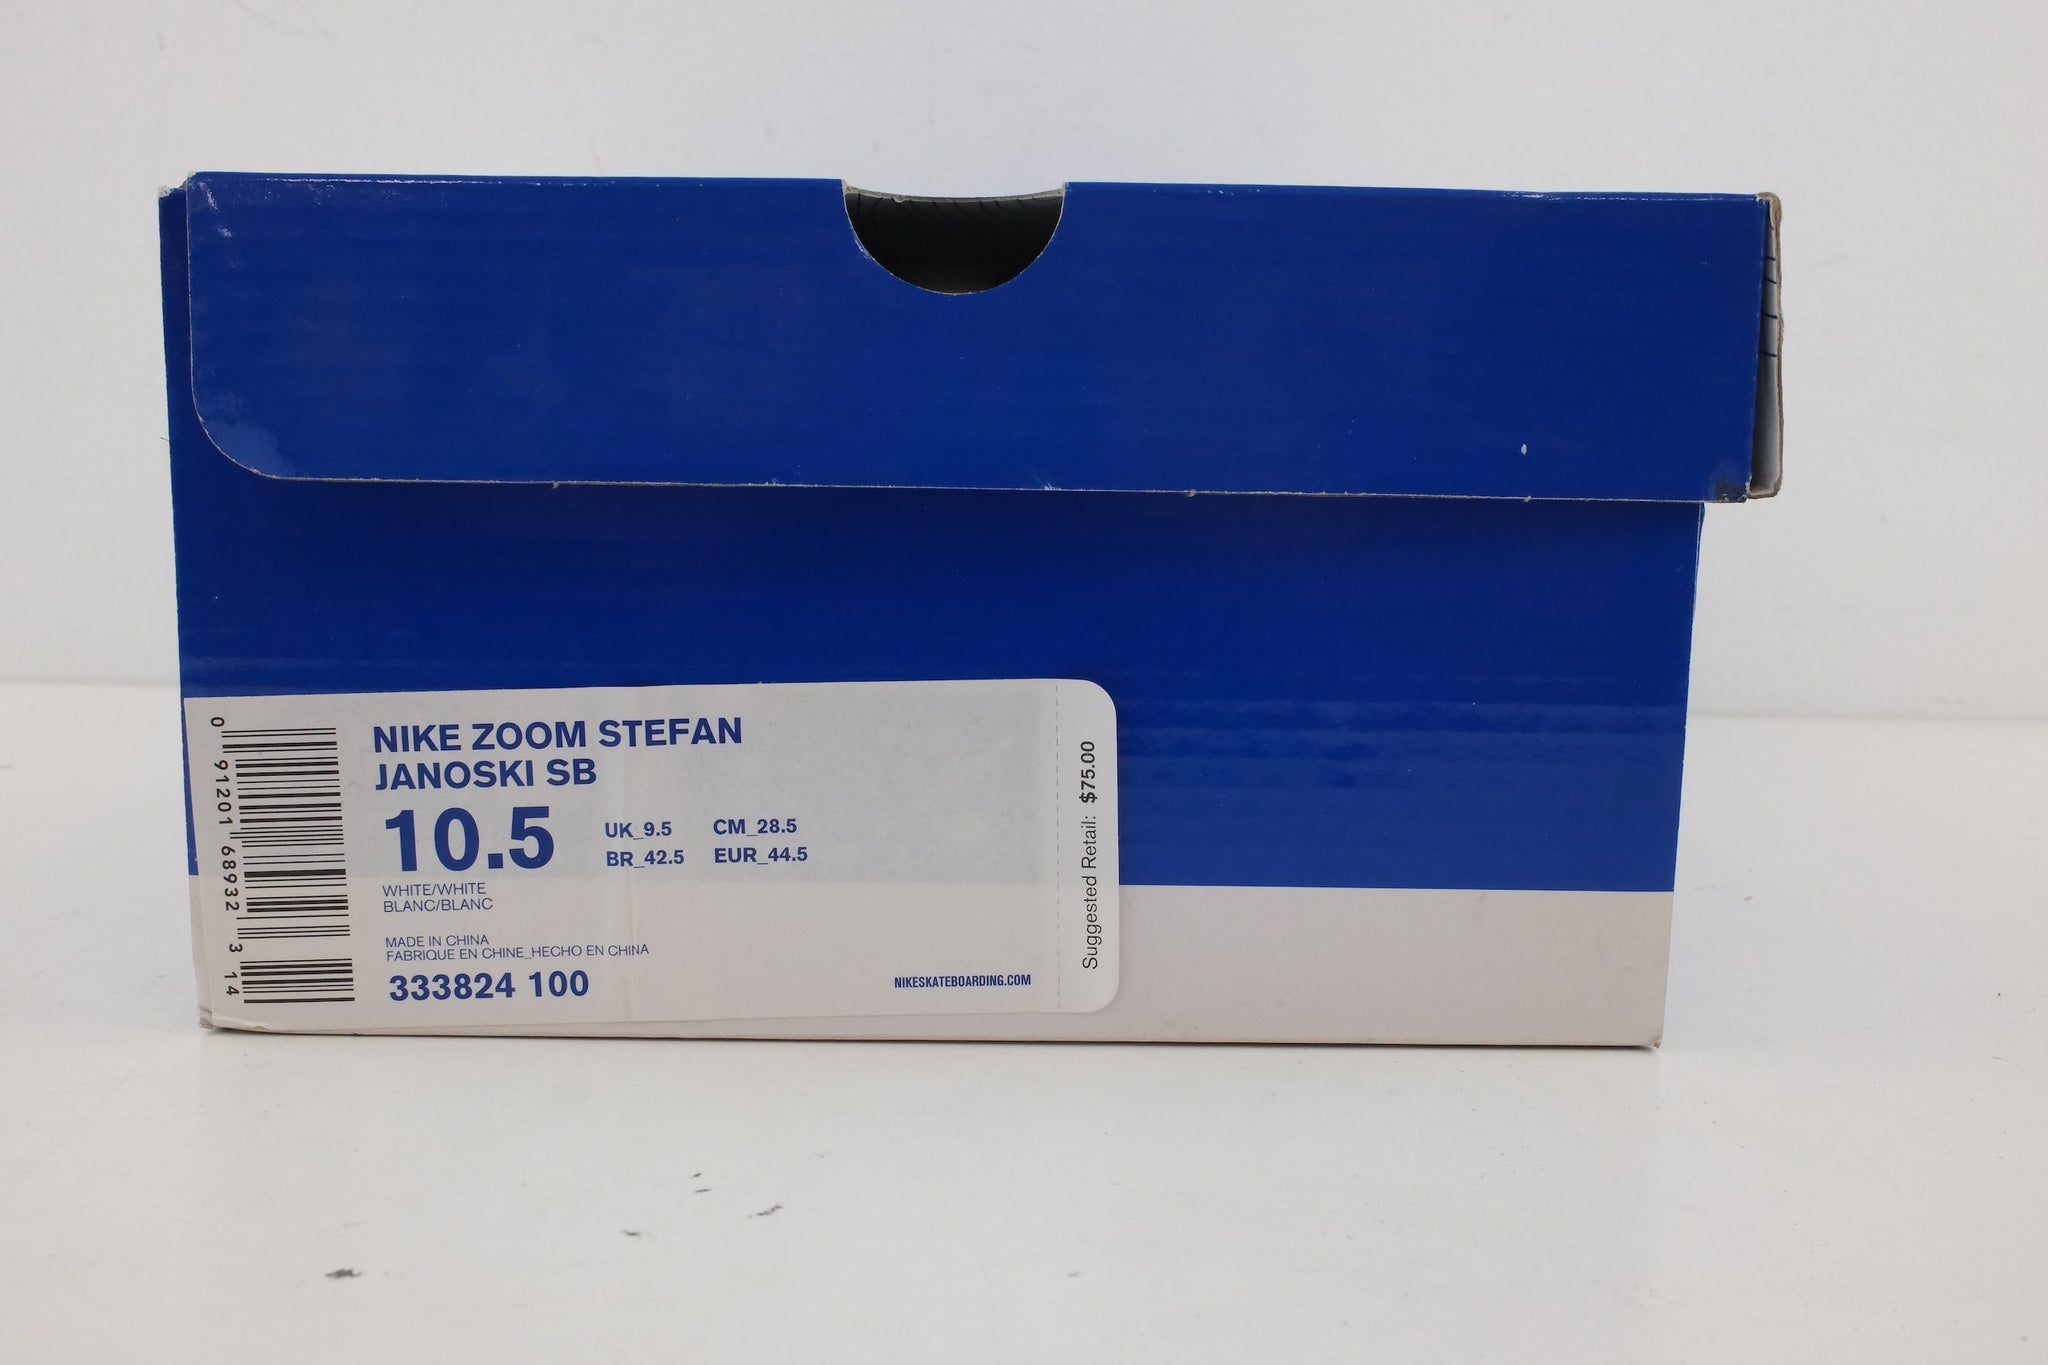 NIKE ZOOM STEFAN
JANOSKI SB
10.5
UK_9.5 CM_28.5
BR_42.5 EUR_44.5
WHITE/WHITE
BLANC/BLANC
MADE IN CHINA
FABRIQUE EN CHINE_HECHO EN CHINA
333824 100
NIKESKATEBOARDING.COM
0 91201 68932 3 14
Suggested Retail: $75.00